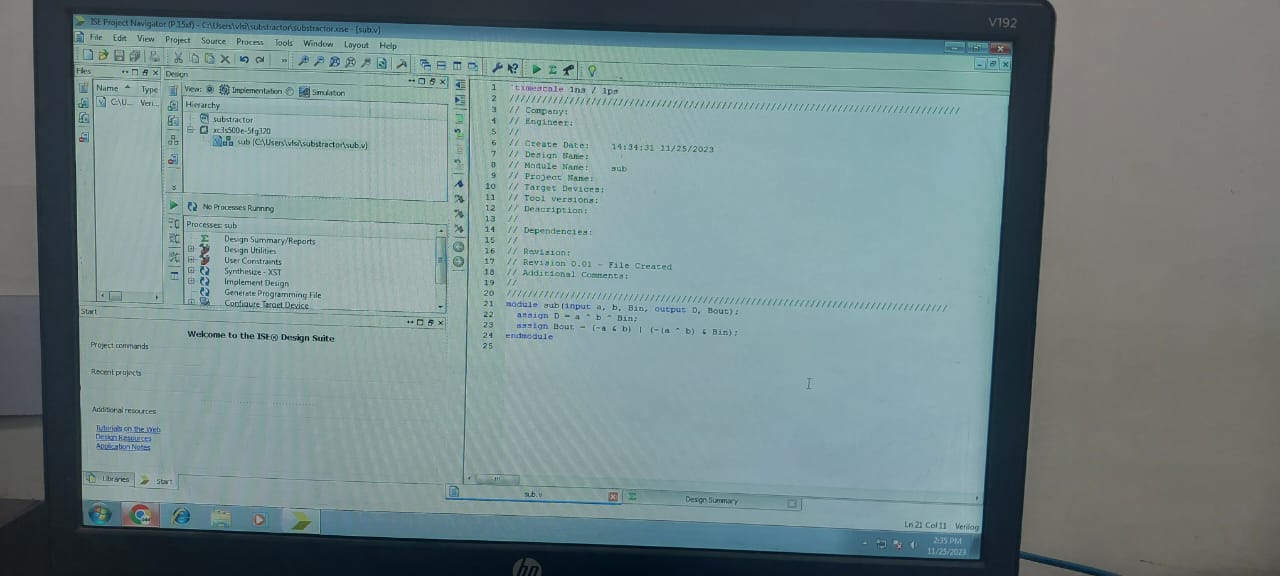 V192
ISE Project Navigator (P.15xf) - C:\Users\vlsi\substractor\substractor.xise - [sub.v]
File Edit View Project Source Process Tools Window Layout Help
Files
Name Type
C:\U... Veri...
Design
View: Implementation Simulation
Hierarchy
substractor
xc3s500e-5fg320
sub (C:\Users\vlsi\substractor\sub.v)
No Processes Running
Processes: sub
Design Summary/Reports
Design Utilities
User Constraints
Synthesize - XST
Implement Design
Generate Programming File
Configure Target Device
Start
Welcome to the ISE® Design Suite
Project commands
Recent projects
Additional resources
Tutorials on the Web
Design Resources
Application Notes
Libraries Start
1 `timescale 1ns / 1ps
2 //////////////////////////////////////////////////////////////////////////////////
3 // Company:
4 // Engineer:
5 //
6 // Create Date: 14:34:31 11/25/2023
7 // Design Name:
8 // Module Name: sub
9 // Project Name:
10 // Target Devices:
11 // Tool versions:
12 // Description:
13 //
14 // Dependencies:
15 //
16 // Revision:
17 // Revision 0.01 - File Created
18 // Additional Comments:
19 //
20 //////////////////////////////////////////////////////////////////////////////////
21 module sub(input a, b, Bin, output D, Bout);
22 assign D = a ^ b ^ Bin;
23 assign Bout = (~a & b) | (~(a ^ b) & Bin);
24 endmodule
25
sub.v Design Summary
Ln 21 Col 11 Verilog
2:35 PM
11/25/2023
hp